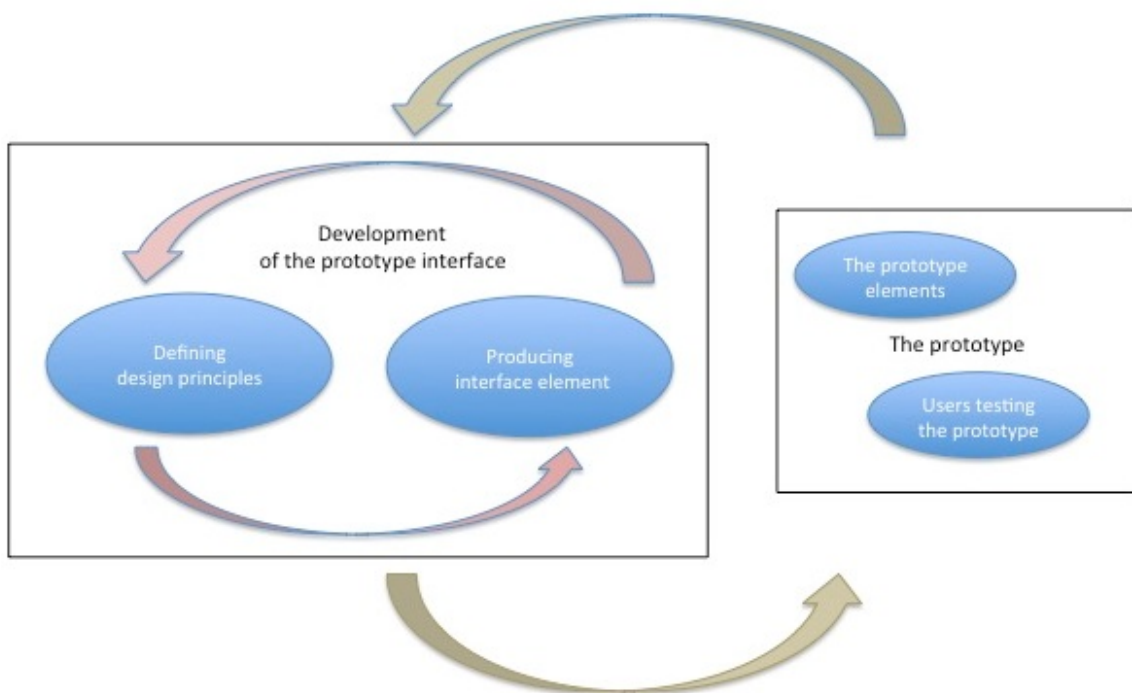 Development
of the prototype interface
Defining
design principles
Producing
interface element
The prototype
elements
The prototype
Users testing
the prototype